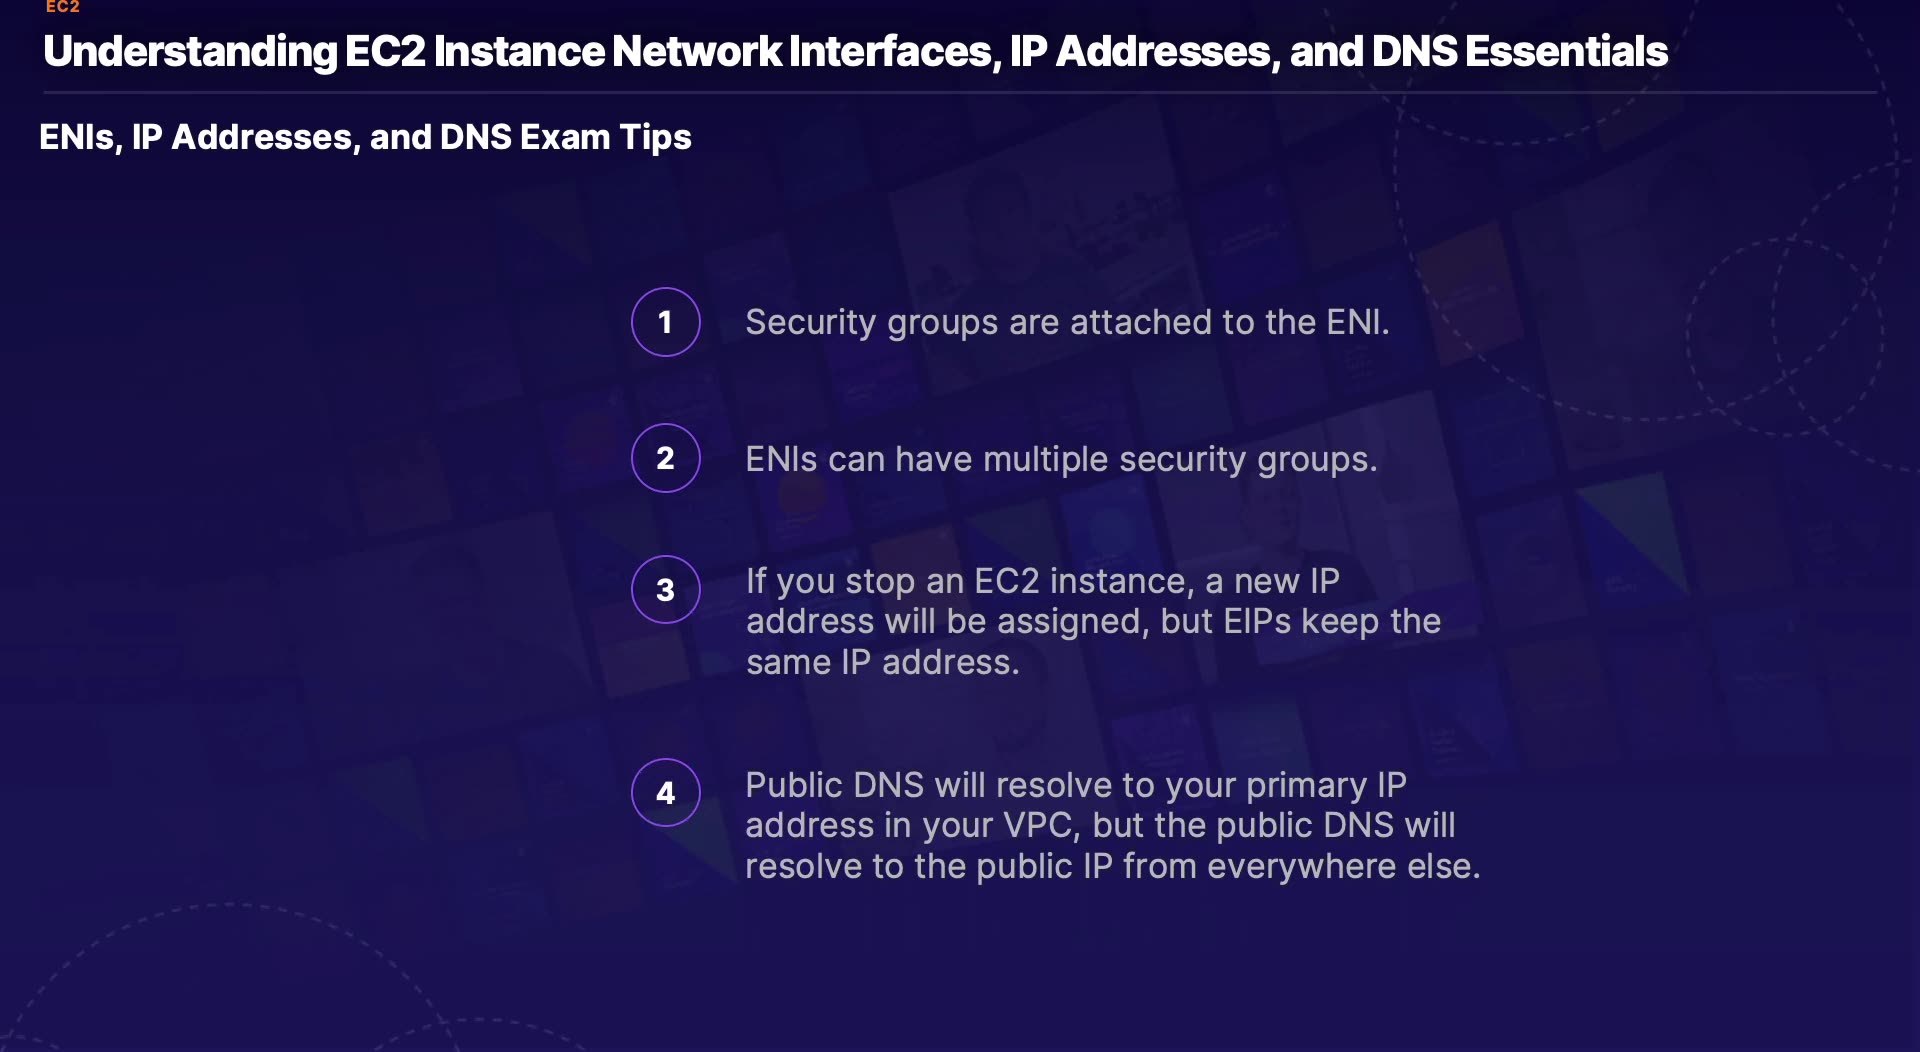 EC2
Understanding EC2 Instance Network Interfaces, IP Addresses, and DNS Essentials
ENIs, IP Addresses, and DNS Exam Tips
1
Security groups are attached to the ENI.
2
ENIs can have multiple security groups.
3
If you stop an EC2 instance, a new IP
address will be assigned, but EIPs keep the
same IP address.
4
Public DNS will resolve to your primary IP
address in your VPC, but the public DNS will
resolve to the public IP from everywhere else.